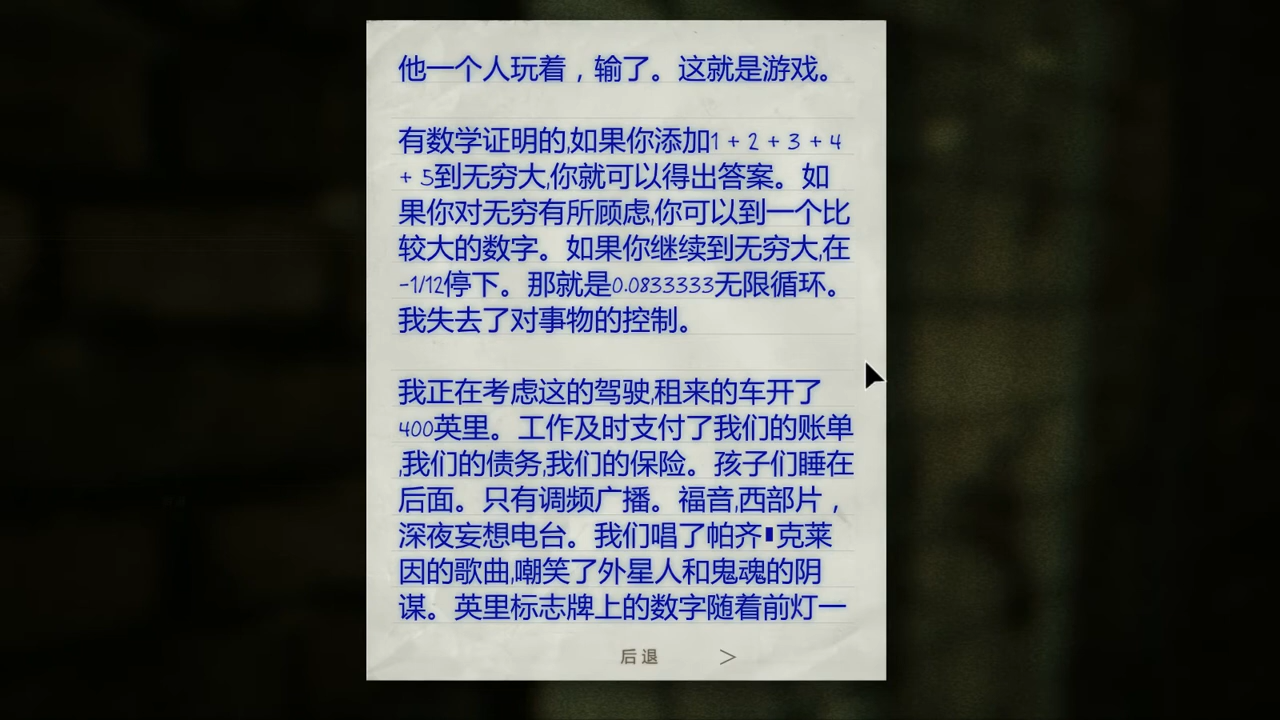 他一个人玩着，输了。这就是游戏。
有数学证明的,如果你添加1 + 2 + 3 + 4
+ 5到无穷大,你就可以得出答案。如
果你对无穷有所顾虑,你可以到一个比
较大的数字。如果你继续到无穷大,在
-1/12停下。那就是0.0833333无限循环。
我失去了对事物的控制。
我正在考虑这的驾驶,租来的车开了
400英里。工作及时支付了我们的账单
,我们的债务,我们的保险。孩子们睡在
后面。只有调频广播。福音,西部片，
深夜妄想电台。我们唱了帕齐▮克莱
因的歌曲,嘲笑了外星人和鬼魂的阴
谋。英里标志牌上的数字随着前灯一
后退 >